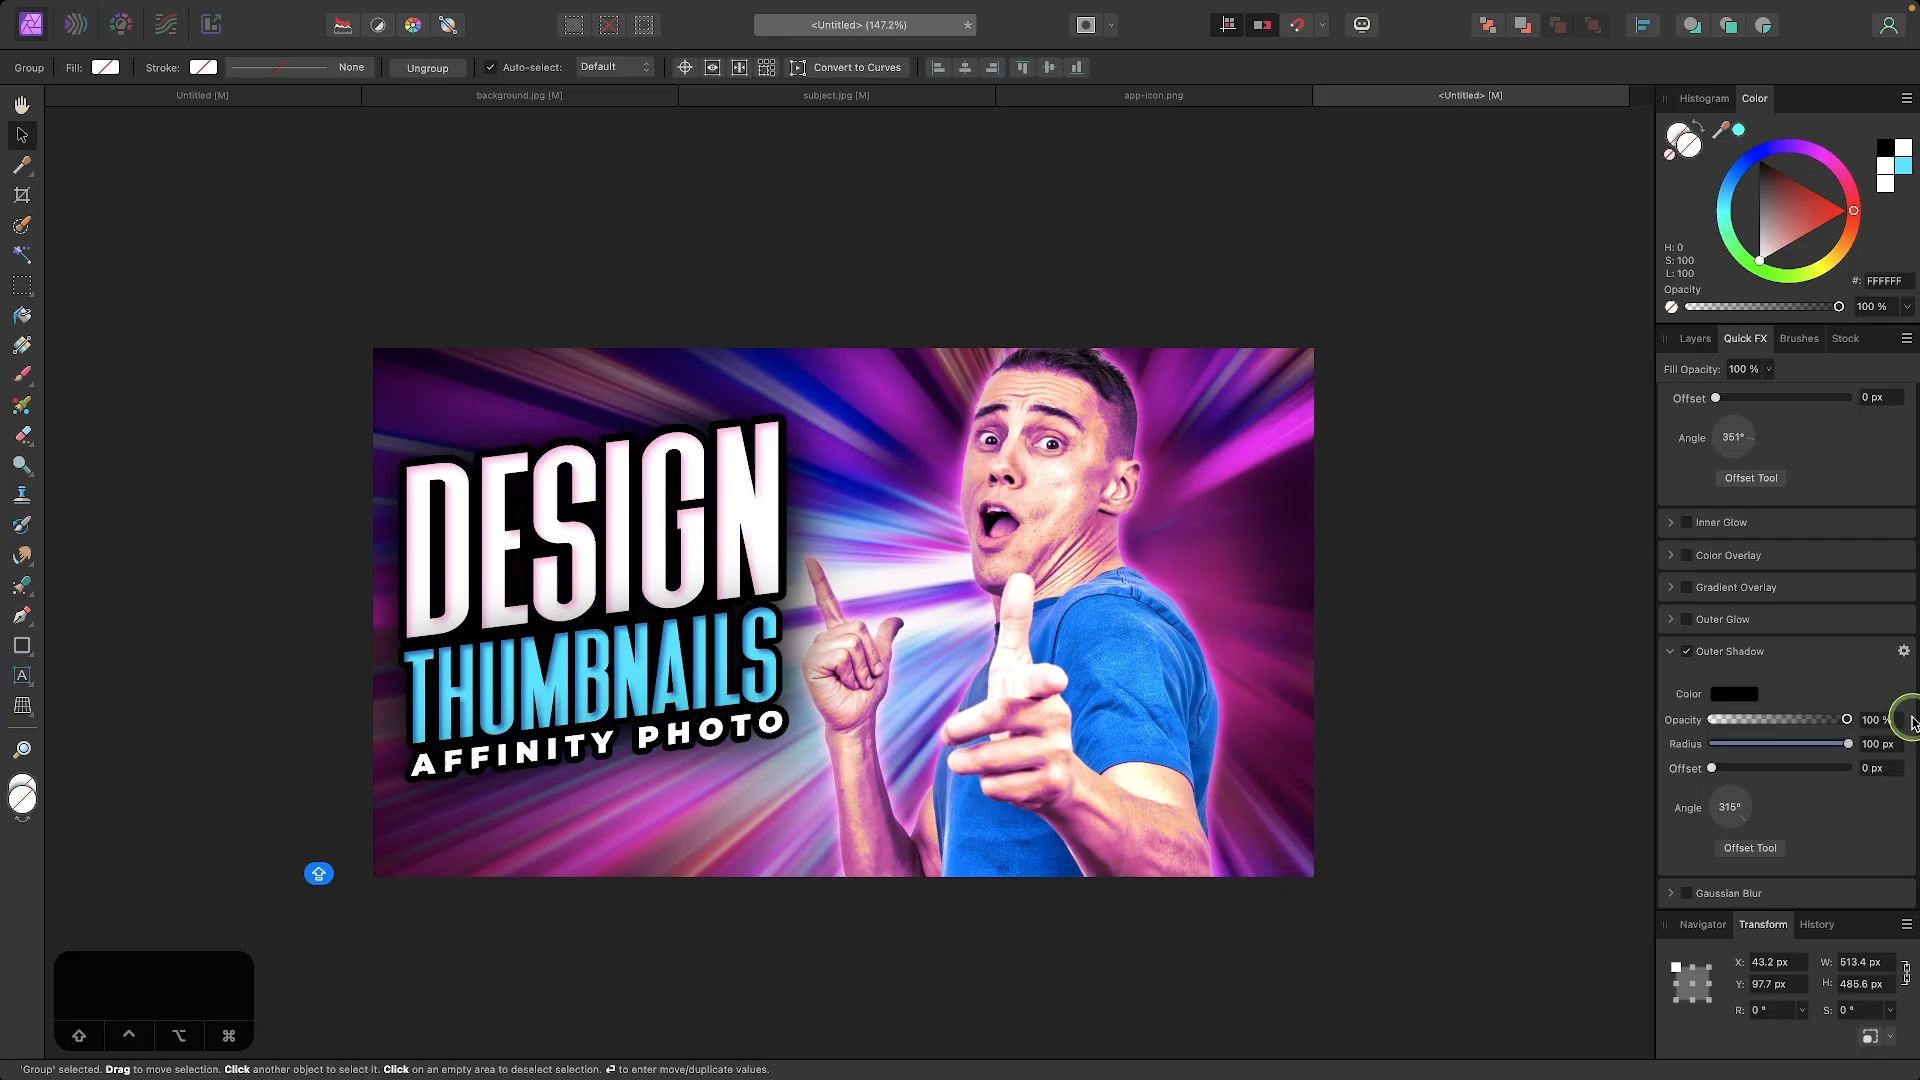 <Untitled> (147.2%)
*
Group
Fill:
Stroke:
None
Ungroup
Auto-select:
Default
Convert to Curves
Untitled [M]
background.jpg [M]
subject.jpg [M]
app-icon.png
<Untitled> [M]
Histogram
Color
H: 0
S: 100
L: 100
#:
FFFFFF
Opacity
100 %
Layers
Quick FX
Brushes
Stock
Fill Opacity:
100 %
Offset
0 px
Angle
351°
Offset Tool
Inner Glow
Color Overlay
Gradient Overlay
Outer Glow
Outer Shadow
Color
Opacity
100 %
Radius
100 px
Offset
0 px
Angle
315°
Offset Tool
Gaussian Blur
DESIGN
THUMBNAILS
AFFINITY PHOTO
Navigator
Transform
History
X:
43.2 px
W:
513.4 px
Y:
97.7 px
H:
485.6 px
R:
0 °
S:
0 °
'Group' selected. Drag to move selection. Click another object to select it. Click on an empty area to deselect selection. ⏎ to enter move/duplicate values.